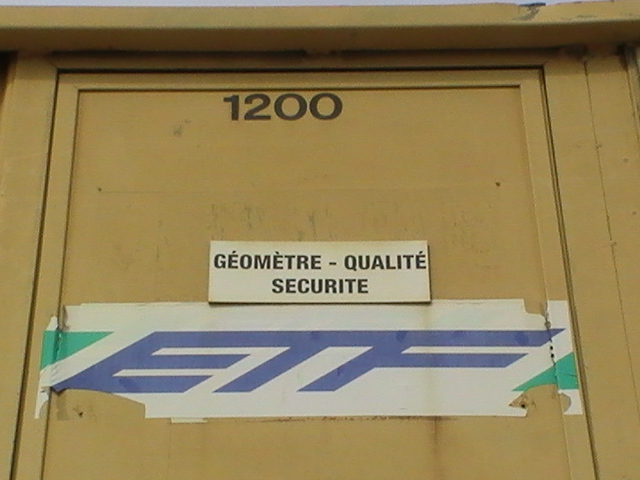 1200
GÉOMÈTRE - QUALITÉ
SECURITE
ETF